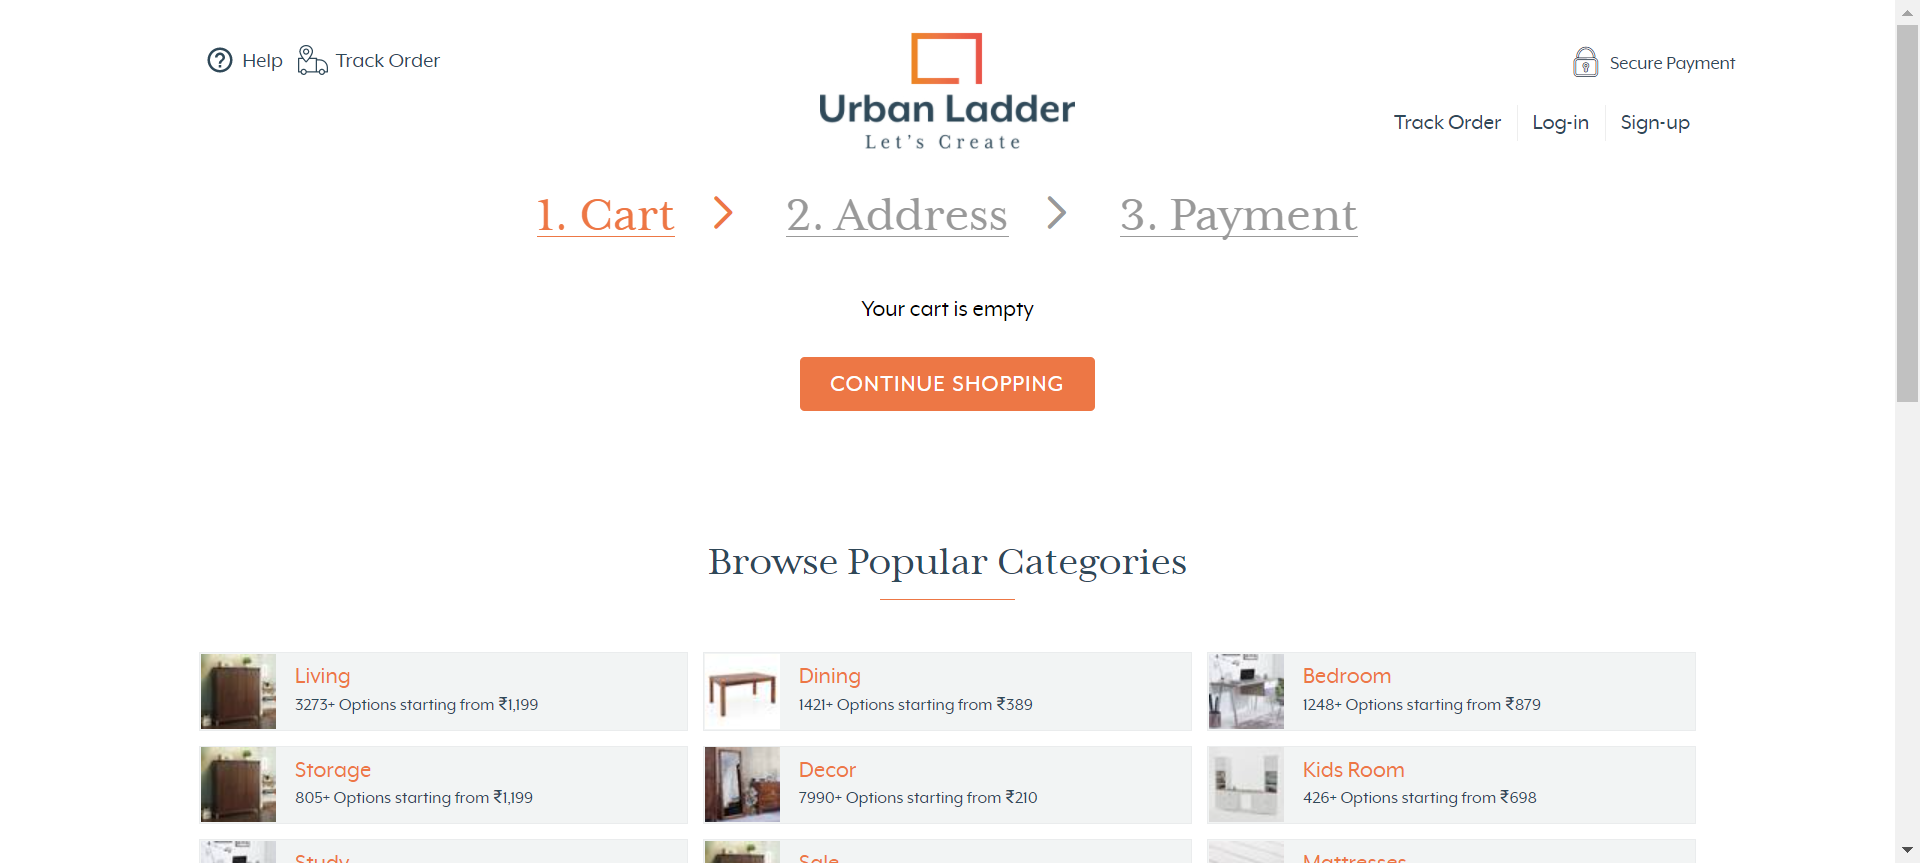 Help
Track Order
Urban Ladder
Let's Create
Secure Payment
Track Order
Log-in
Sign-up
1. Cart
2. Address
3. Payment
Your cart is empty
CONTINUE SHOPPING
Browse Popular Categories
Living
3273+ Options starting from ₹1,199
Dining
1421+ Options starting from ₹389
Bedroom
1248+ Options starting from ₹879
Storage
805+ Options starting from ₹1,199
Decor
7990+ Options starting from ₹210
Kids Room
426+ Options starting from ₹698
Study
Sale
Mattresses